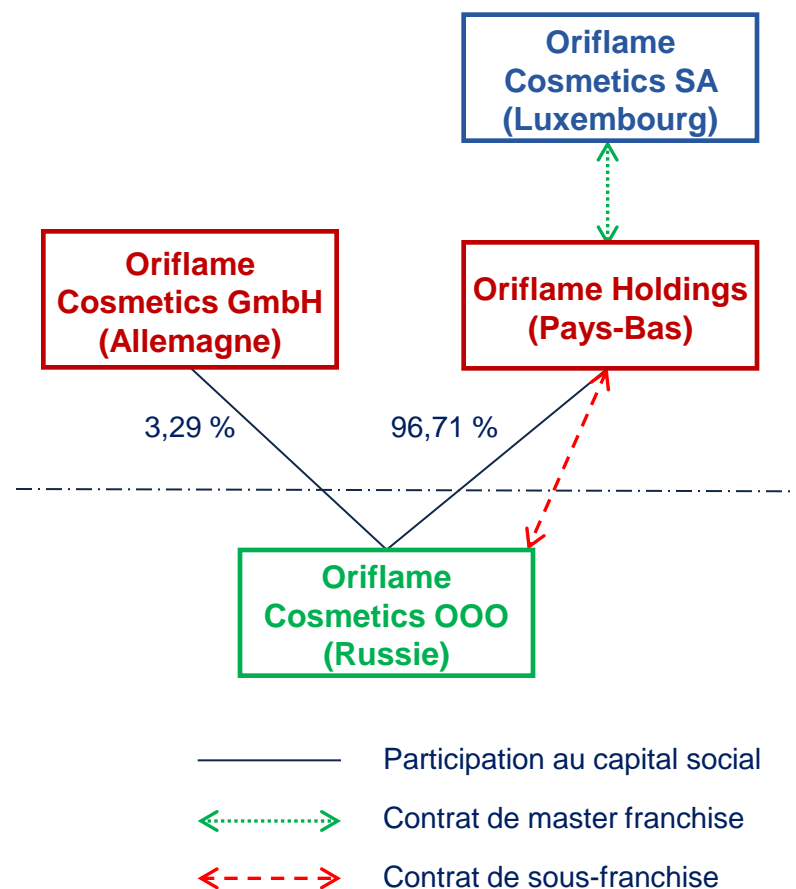 Oriflame
Cosmetics SA
(Luxembourg)
Oriflame
Cosmetics GmbH
(Allemagne)
Oriflame Holdings
(Pays-Bas)
3,29 %
96,71 %
Oriflame
Cosmetics OOO
(Russie)
Participation au capital social
Contrat de master franchise
Contrat de sous-franchise